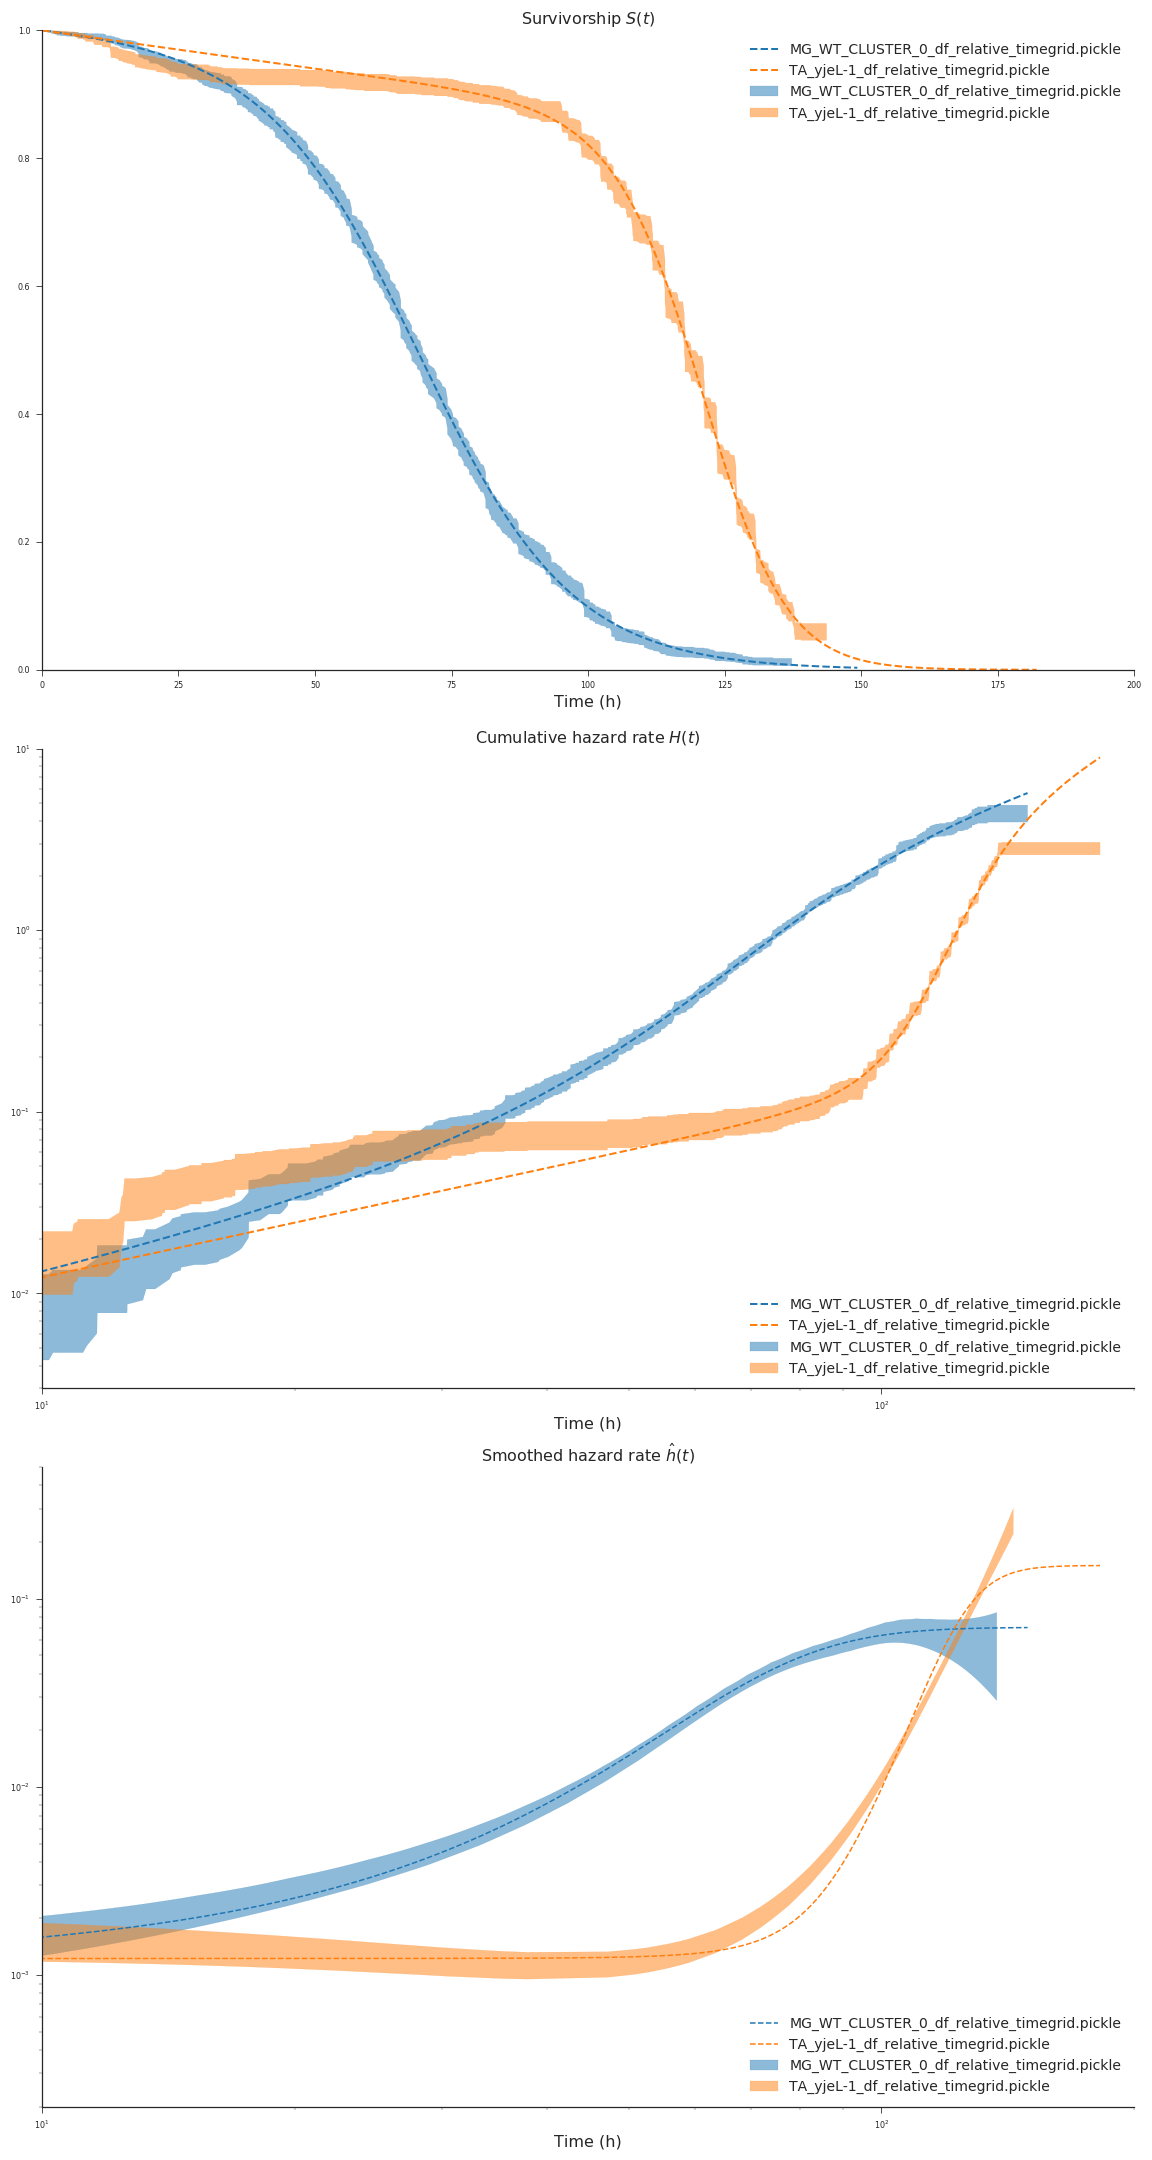 Survivorship S(t)
1.0
0.8
0.6
0.4
0.2
0.0
MG_WT_CLUSTER_0_df_relative_timegrid.pickle
TA_yjeL-1_df_relative_timegrid.pickle
MG_WT_CLUSTER_0_df_relative_timegrid.pickle
TA_yjeL-1_df_relative_timegrid.pickle
0 25 50 75 100 125 150 175 200
Time (h)
Cumulative hazard rate H(t)
10¹
10⁰
10⁻¹
10⁻²
MG_WT_CLUSTER_0_df_relative_timegrid.pickle
TA_yjeL-1_df_relative_timegrid.pickle
MG_WT_CLUSTER_0_df_relative_timegrid.pickle
TA_yjeL-1_df_relative_timegrid.pickle
10¹ 10²
Time (h)
Smoothed hazard rate ĥ(t)
10⁻¹
10⁻²
10⁻³
MG_WT_CLUSTER_0_df_relative_timegrid.pickle
TA_yjeL-1_df_relative_timegrid.pickle
MG_WT_CLUSTER_0_df_relative_timegrid.pickle
TA_yjeL-1_df_relative_timegrid.pickle
10¹ 10²
Time (h)